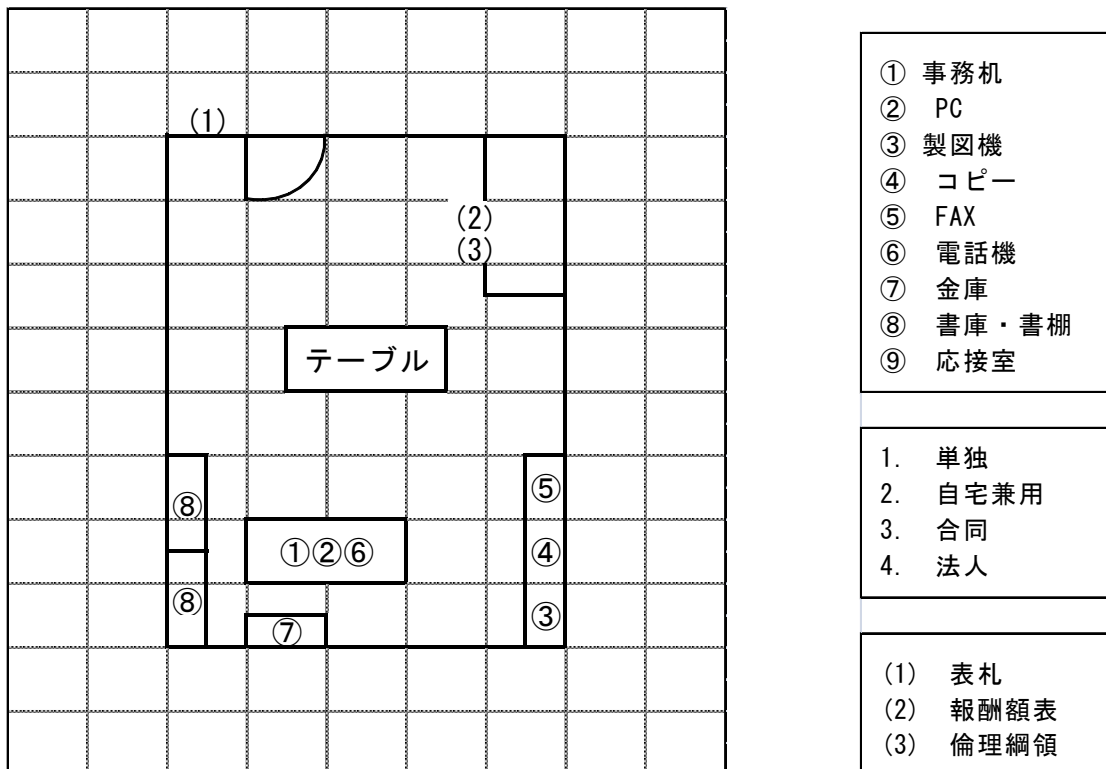 (1)
(2)
(3)
テーブル
⑧
⑤
①②⑥
④
⑧
⑦
③
① 事務机
② PC
③ 製図機
④ コピー
⑤ FAX
⑥ 電話機
⑦ 金庫
⑧ 書庫・書棚
⑨ 応接室
1. 単独
2. 自宅兼用
3. 合同
4. 法人
(1) 表札
(2) 報酬額表
(3) 倫理綱領